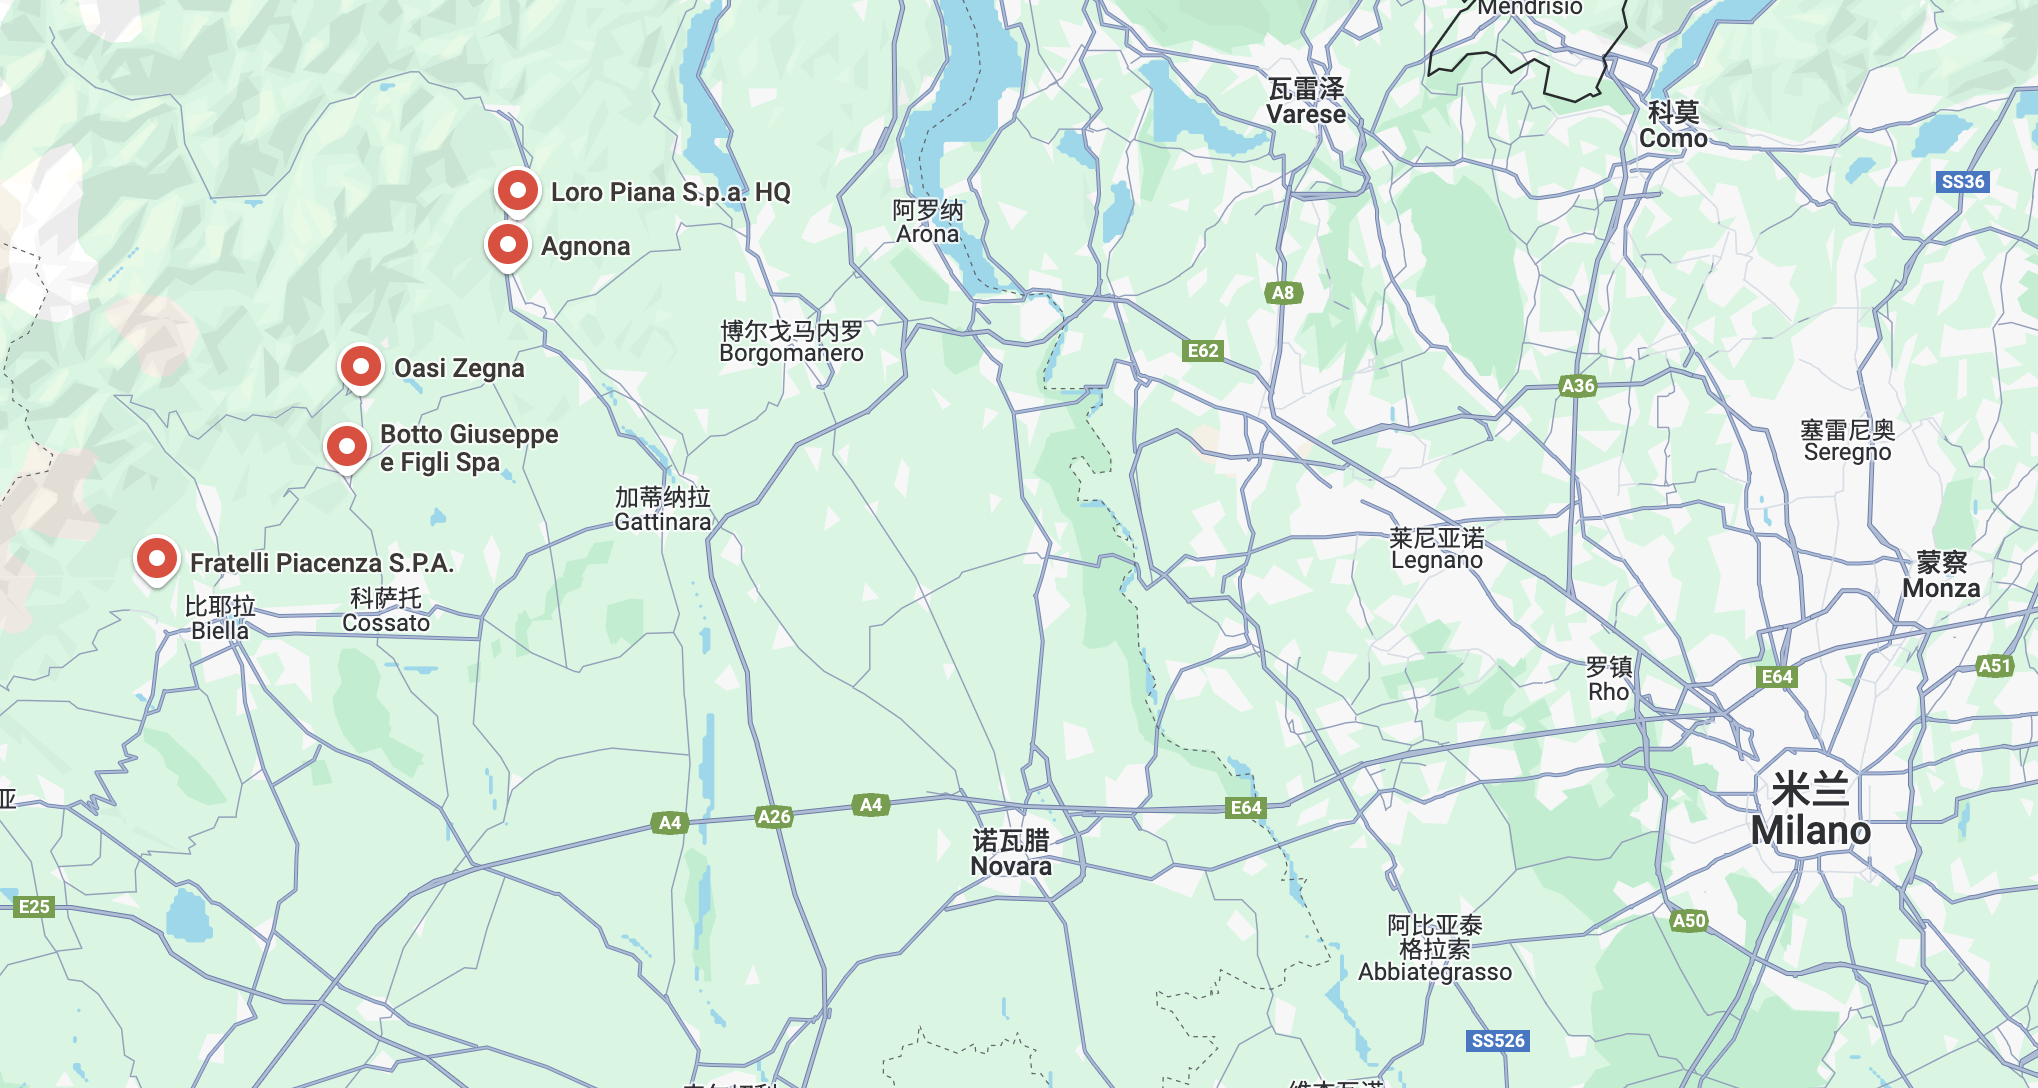 Mendrisio
瓦雷泽
Varese
科莫
Como
SS36
Loro Piana S.p.a. HQ
阿罗纳
Arona
Agnona
A8
博尔戈马内罗
Borgomanero
E62
Oasi Zegna
A36
Botto Giuseppe
e Figli Spa
塞雷尼奥
Seregno
加蒂纳拉
Gattinara
莱尼亚诺
Legnano
Fratelli Piacenza S.P.A.
蒙察
Monza
比耶拉
Biella
科萨托
Cossato
罗镇
Rho
E64
A51
亚
米兰
Milano
A4
A26
A4
E64
诺瓦腊
Novara
E25
A50
阿比亚泰
格拉索
Abbiategrasso
SS526